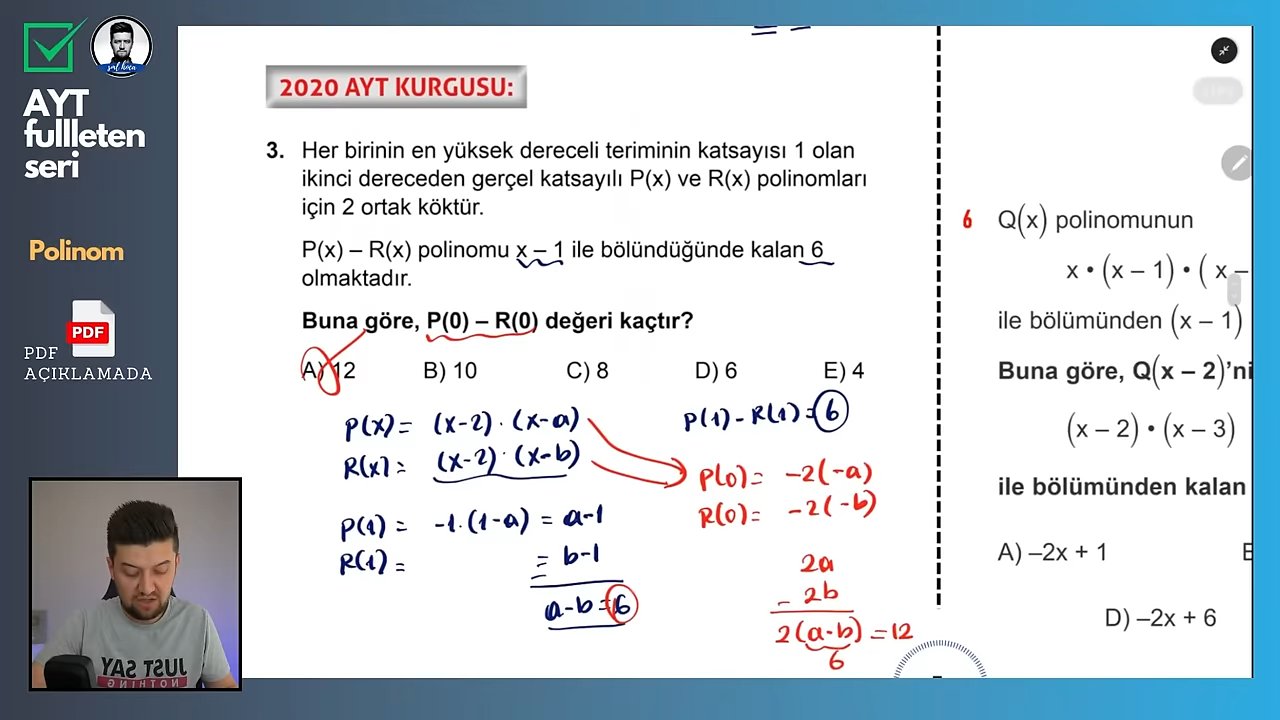 AYT
fullleten
seri
Polinom
PDF
PDF
AÇIKLAMADA
2020 AYT KURGUSU:
3. Her birinin en yüksek dereceli teriminin katsayısı 1 olan
ikinci dereceden gerçel katsayılı P(x) ve R(x) polinomları
için 2 ortak köktür.
P(x) – R(x) polinomu x – 1 ile bölündüğünde kalan 6
olmaktadır.
Buna göre, P(0) – R(0) değeri kaçtır?
A) 12 B) 10 C) 8 D) 6 E) 4
P(x) = (x-2) · (x-a)
R(x) = (x-2) · (x-b)
P(1) = -1·(1-a) = a-1
R(1) = = b-1
a-b = 6
P(1) - R(1) = 6
P(0) = -2(-a)
R(0) = -2(-b)
2a
- 2b
2(a-b) = 12
6
6 Q(x) polinomunun
x • (x – 1) • ( x –
ile bölümünden (x – 1)
Buna göre, Q(x – 2)'ni
(x – 2) • (x – 3)
ile bölümünden kalan
A) –2x + 1
D) –2x + 6
JUST
SAY
NOTHING